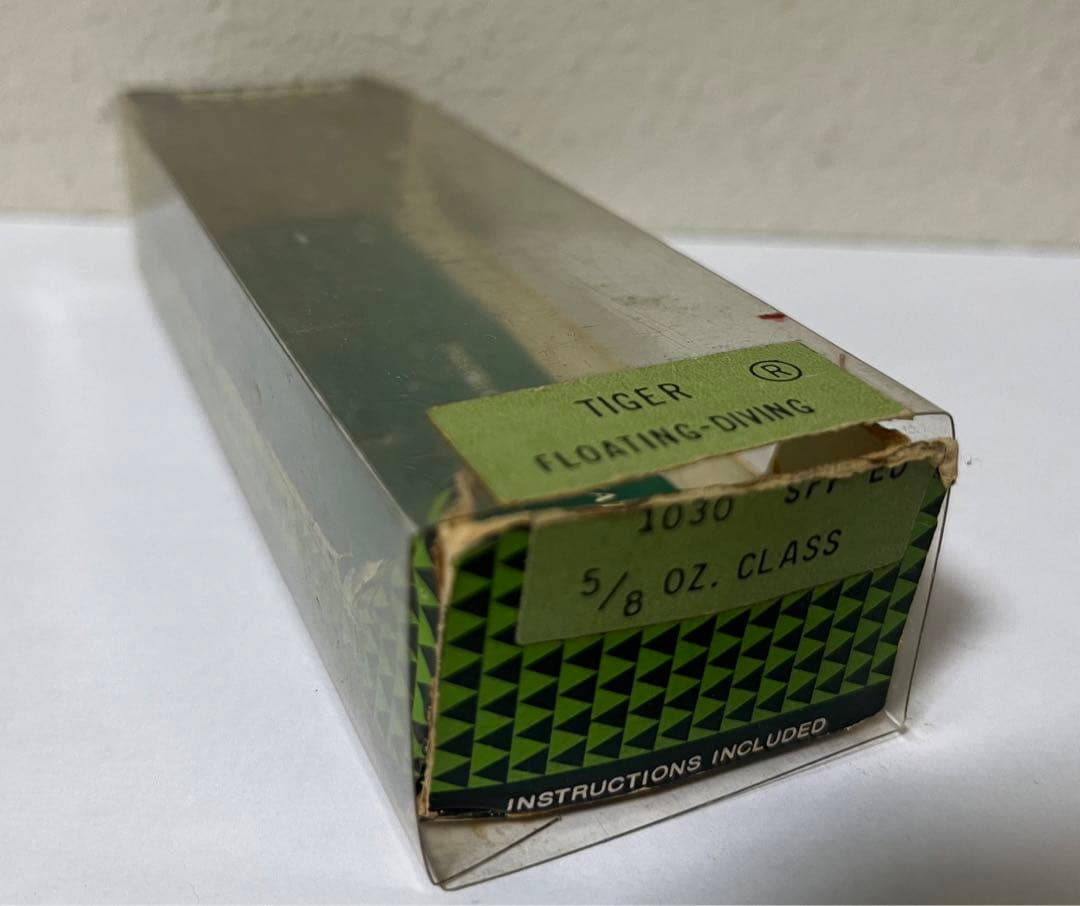 TIGER ®
FLOATING-DIVING
1030
5/8 OZ. CLASS
INSTRUCTIONS INCLUDED